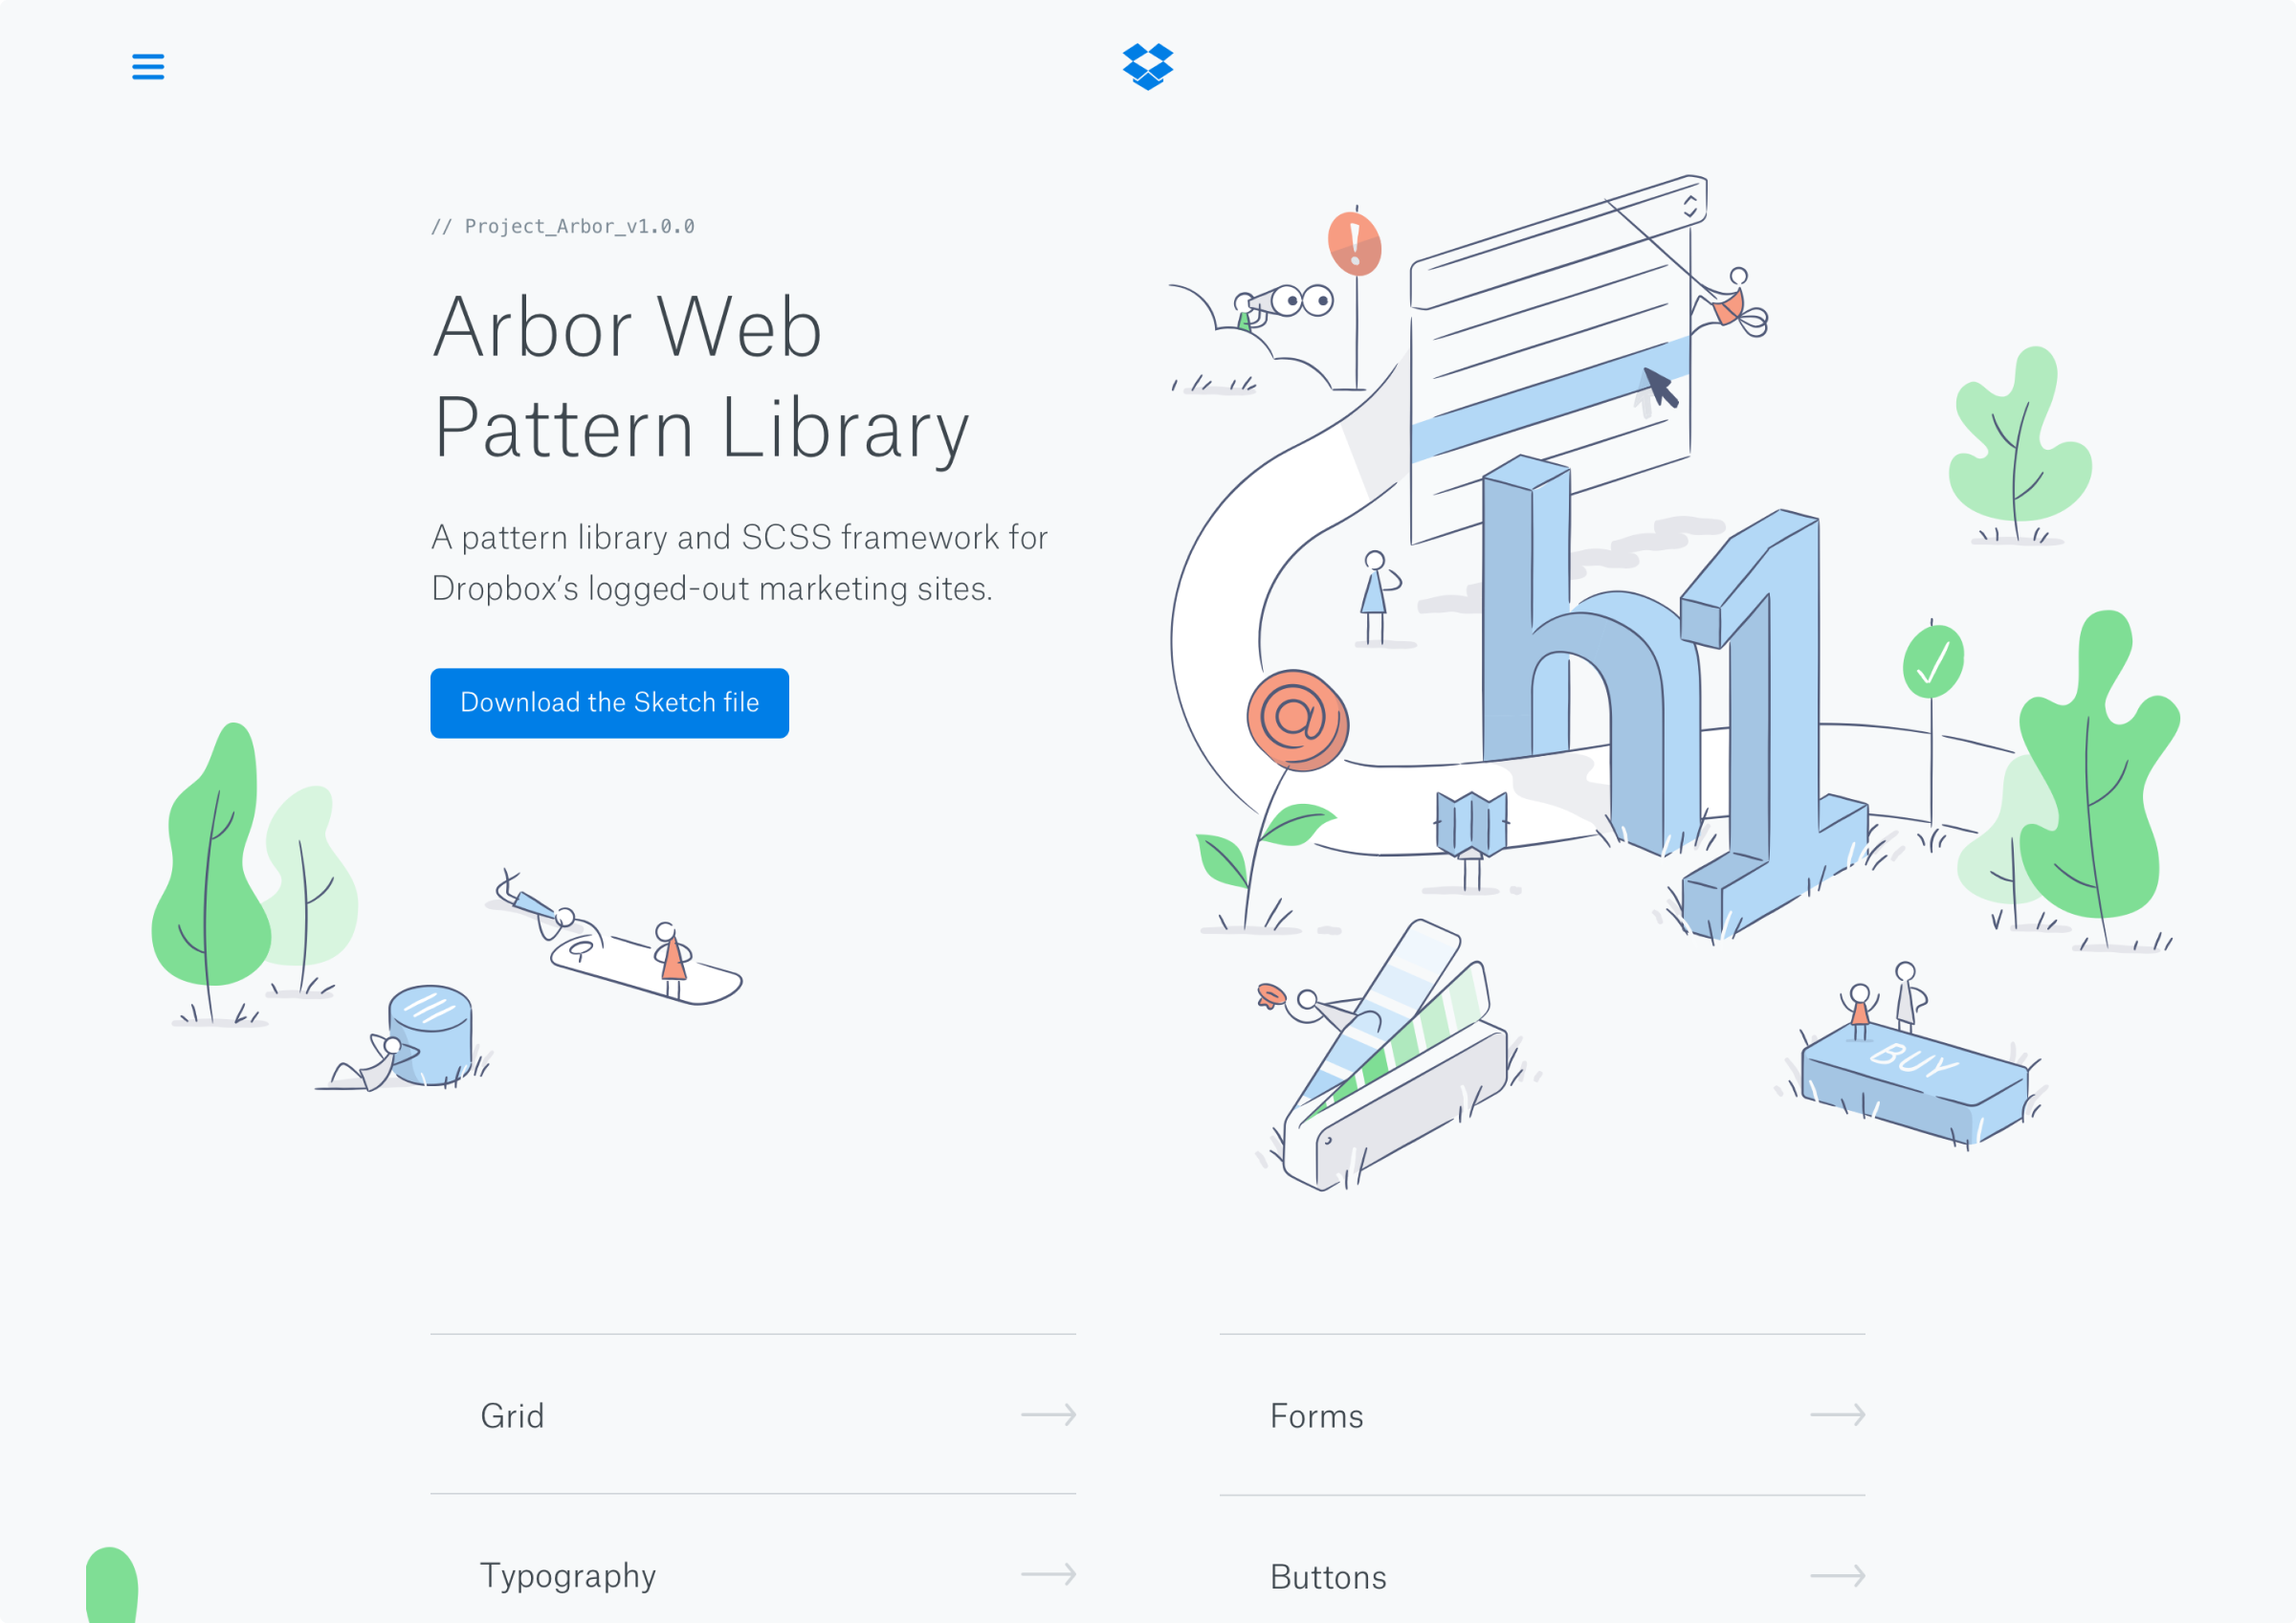 // Project_Arbor_v1.0.0
Arbor Web
Pattern Library
A pattern library and SCSS framework for
Dropbox’s logged-out marketing sites.
Download the Sketch file
!
@
h1
BUY
Grid
Forms
Typography
Buttons